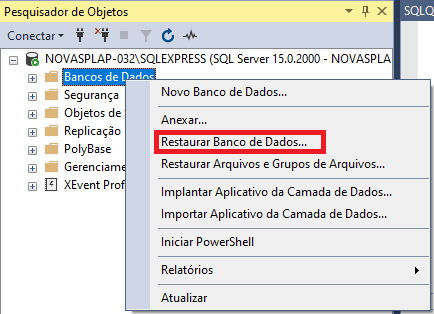 Pesquisador de Objetos
SQLQ
Conectar
NOVASPLAP-032\SQLEXPRESS (SQL Server 15.0.2000 - NOVASPL
Bancos de Dados
Segurança
Objetos de
Replicação
PolyBase
Gerenciame
XEvent Prof
Novo Banco de Dados...
Anexar...
Restaurar Banco de Dados...
Restaurar Arquivos e Grupos de Arquivos...
Implantar Aplicativo da Camada de Dados...
Importar Aplicativo da Camada de Dados...
Iniciar PowerShell
Relatórios
Atualizar